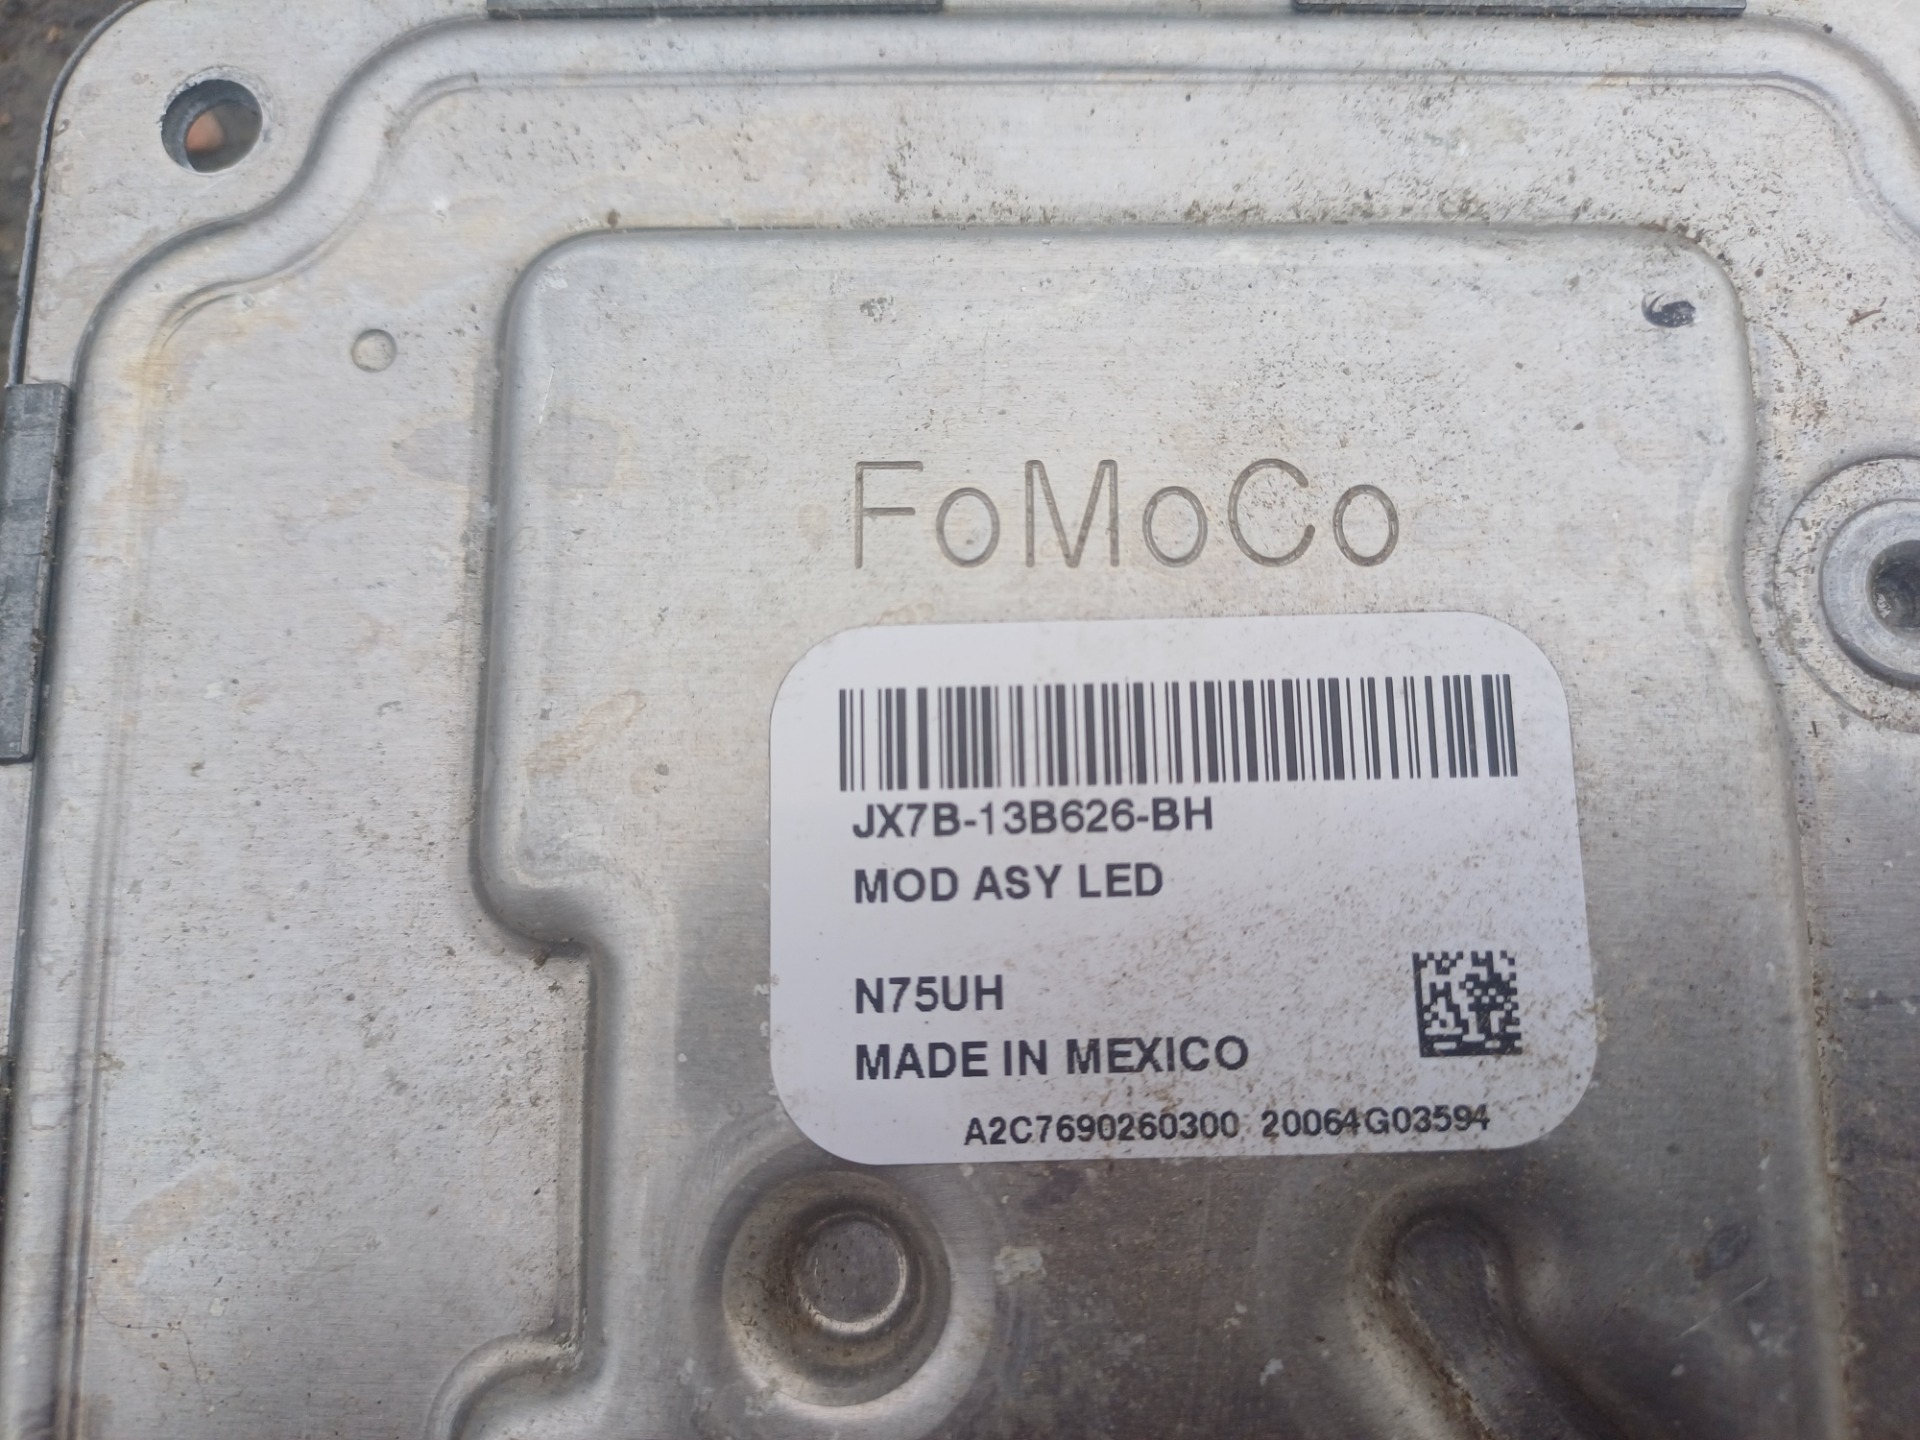 FoMoCo
JX7B-13B626-BH
MOD ASY LED
N75UH
MADE IN MEXICO
A2C7690260300 20064G03594